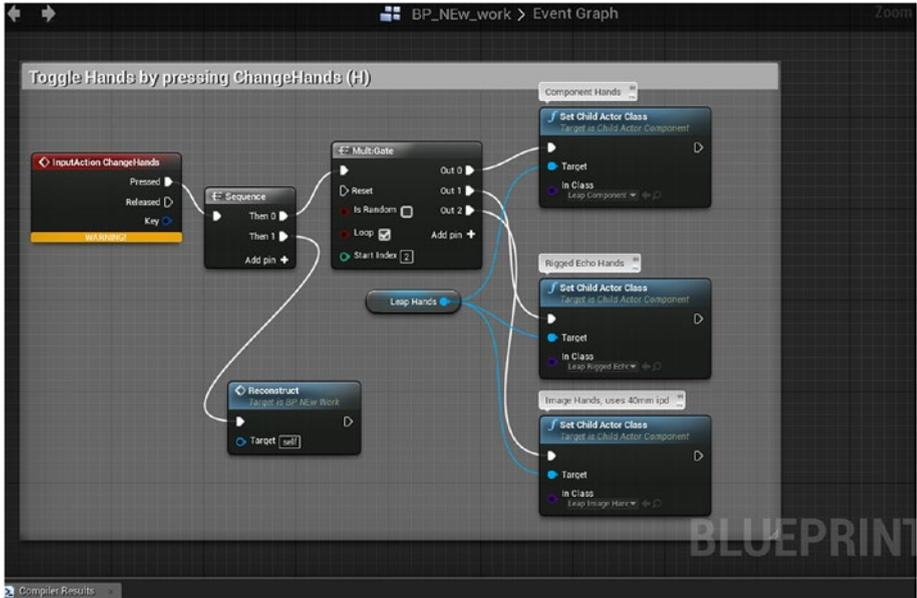 BP_NEw_work > Event Graph
Zoom
Toggle Hands by pressing ChangeHands (H)
InputAction ChangeHands
Pressed
Released
Key
WARNING!
Sequence
Then 0
Then 1
Add pin +
MultiGate
Out 0
Reset
Out 1
Is Random
Out 2
Loop
Add pin +
Start Index 2
Leap Hands
Reconstruct
Target is BP NEw Work
Target self
Component Hands
f Set Child Actor Class
Target is Child Actor Component
Target
In Class
Leap Component
Rigged Echo Hands
f Set Child Actor Class
Target is Child Actor Component
Target
In Class
Leap Rigged Echo
Image Hands, uses 40mm ipd
f Set Child Actor Class
Target is Child Actor Component
Target
In Class
Leap Image Hand
BLUEPRINT
Compiler Results